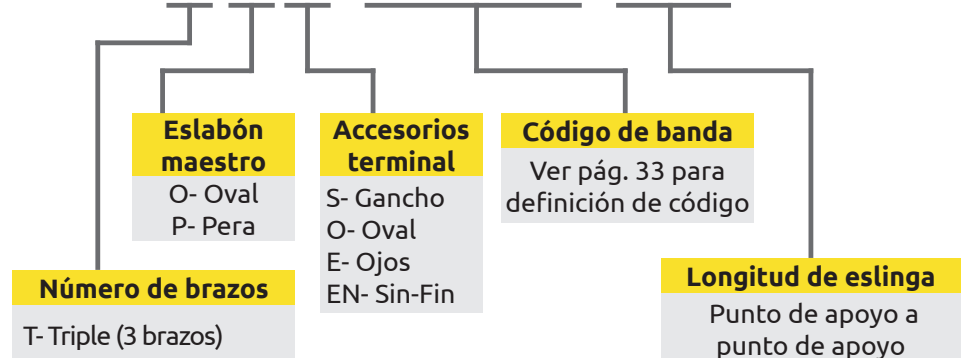 Eslabón
maestro
O- Oval
P- Pera
Accesorios
terminal
S- Gancho
O- Oval
E- Ojos
EN- Sin-Fin
Código de banda
Ver pág. 33 para
definición de código
Número de brazos
T- Triple (3 brazos)
Longitud de eslinga
Punto de apoyo a
punto de apoyo